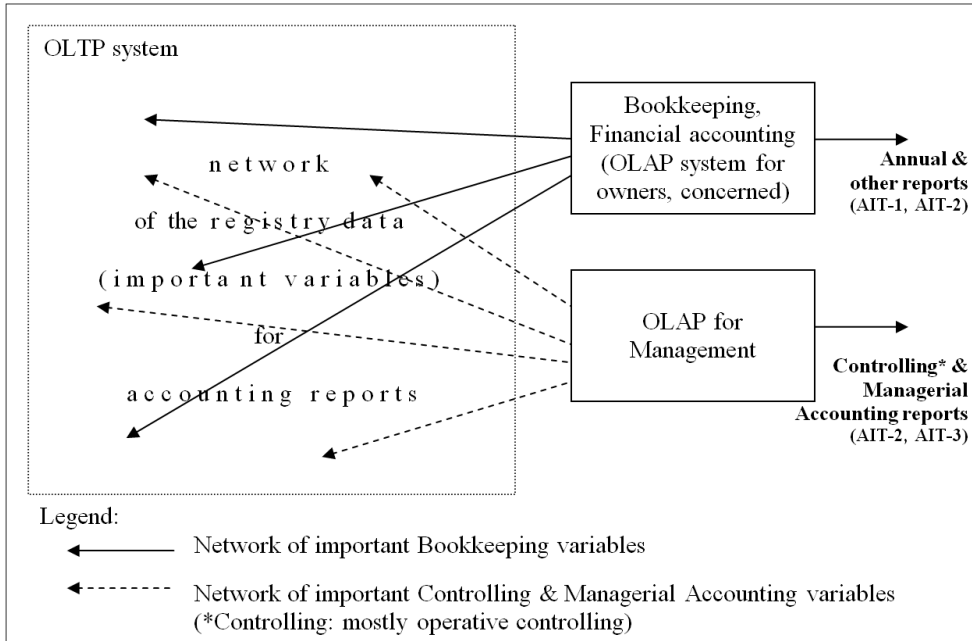 OLTP system
network
of the registry data
(important variables)
for
accounting reports
Bookkeeping,
Financial accounting
(OLAP system for
owners, concerned)
Annual &
other reports
(AIT-1, AIT-2)
OLAP for
Management
Controlling* &
Managerial
Accounting reports
(AIT-2, AIT-3)
Legend:
Network of important Bookkeeping variables
Network of important Controlling & Managerial Accounting variables
(*Controlling: mostly operative controlling)